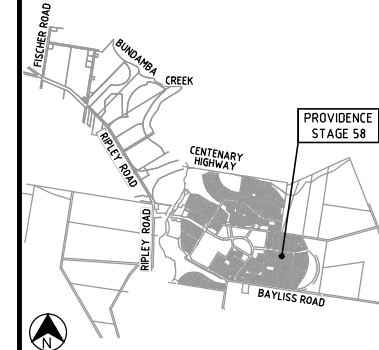 FISCHER ROAD
BUNDAMBA
CREEK
RIPLEY ROAD
CENTENARY
HIGHWAY
PROVIDENCE
STAGE 58
RIPLEY ROAD
BAYLISS ROAD
N